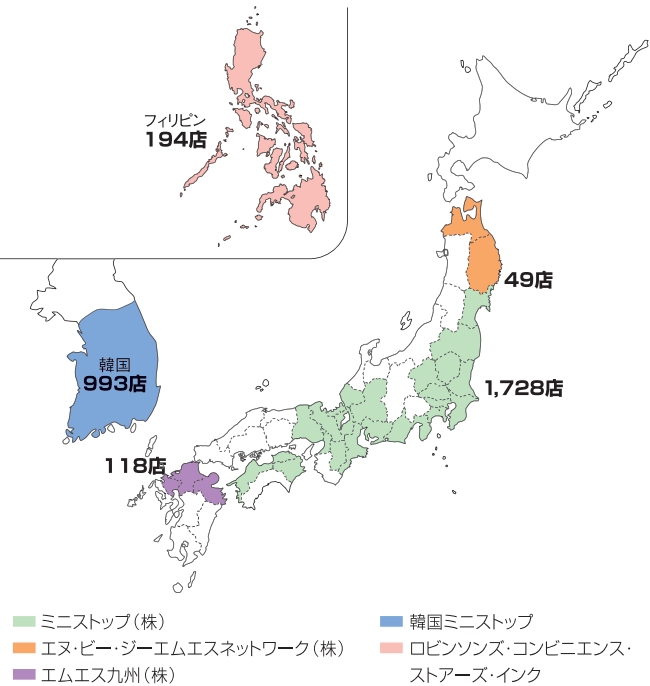 フィリピン
194店
49店
韓国
993店
1,728店
118店
ミニストップ（株）
エヌ・ビー・ジーエムエスネットワーク（株）
エムエス九州（株）
韓国ミニストップ
ロビンソンズ・コンビニエンス・
ストアーズ・インク